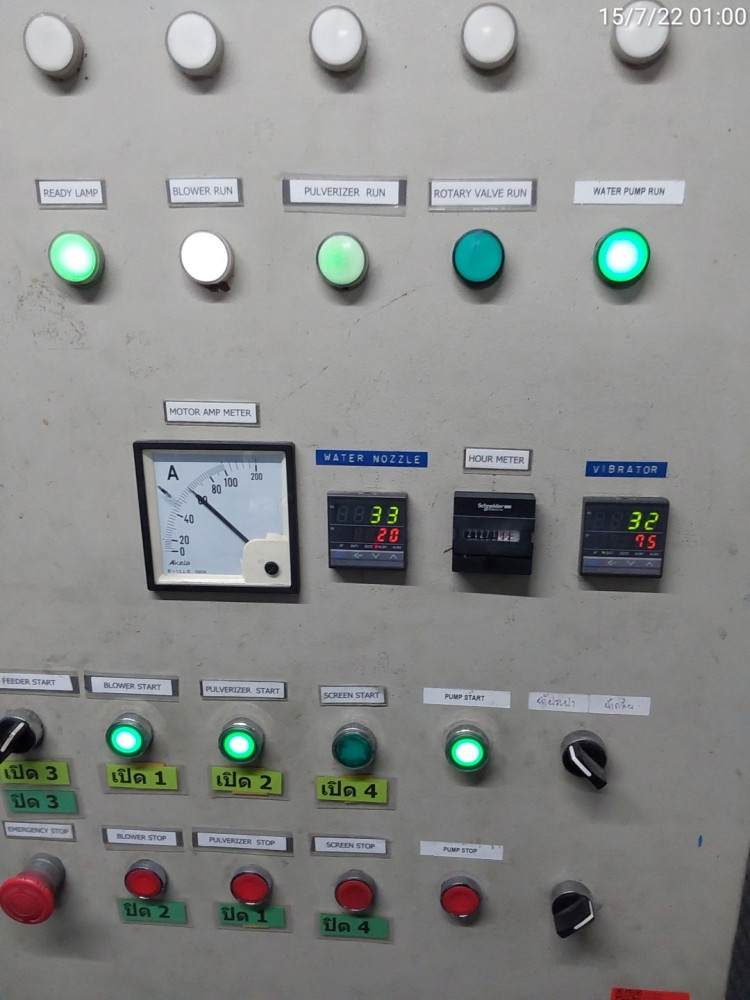 15/7/22 01:00
READY LAMP
BLOWER RUN
PULVERIZER RUN
ROTARY VALVE RUN
WATER PUMP RUN
MOTOR AMP METER
WATER NOZZLE
HOUR METER
VIBRATOR
A
0
20
40
60
80
100
200
33
20
Schneider
32
75
FEEDER START
BLOWER START
PULVERIZER START
SCREEN START
PUMP START
เปิด 3
เปิด 1
เปิด 2
เปิด 4
ปิด 3
EMERGENCY STOP
BLOWER STOP
PULVERIZER STOP
SCREEN STOP
PUMP STOP
ปิด 2
ปิด 1
ปิด 4